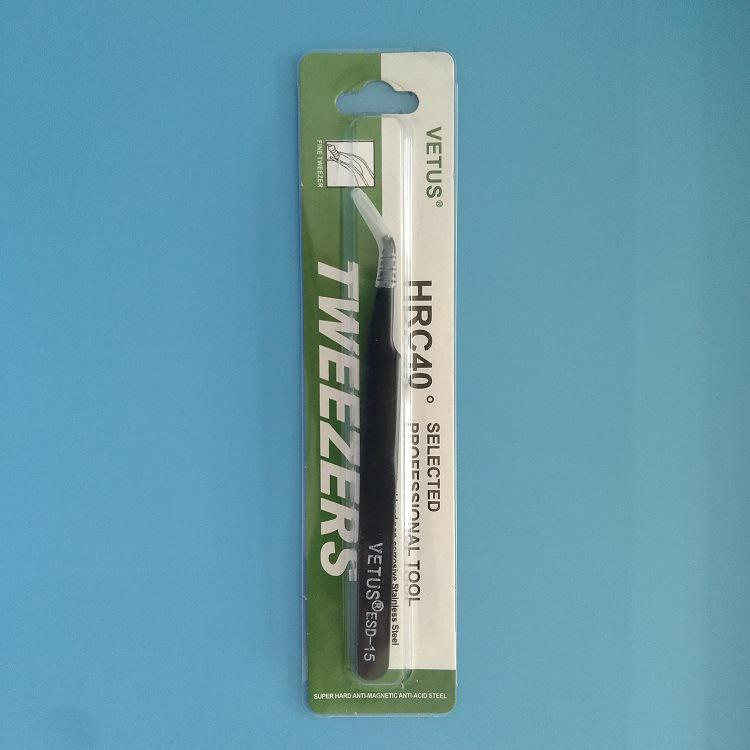 VETUS®
FINE TWEEZER
HRC40°
SELECTED
PROFESSIONAL TOOL
corrosive Stainless Steel
TWEEZERS
VETUS® ESD-15
SUPER HARD ANTI-MAGNETIC ANTI-ACID STEEL